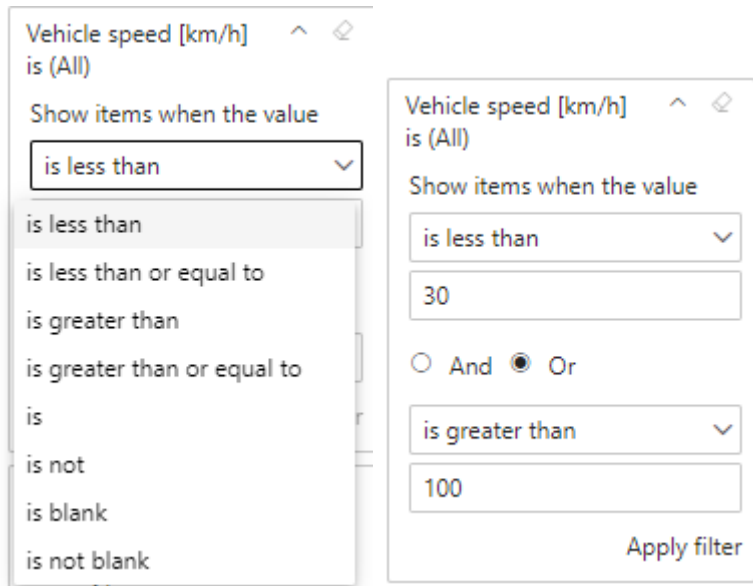 Vehicle speed [km/h]
is (All)
Show items when the value
is less than
is less than
is less than or equal to
is greater than
is greater than or equal to
is
is not
is blank
is not blank
r
Vehicle speed [km/h]
is (All)
Show items when the value
is less than
30
And Or
is greater than
100
Apply filter